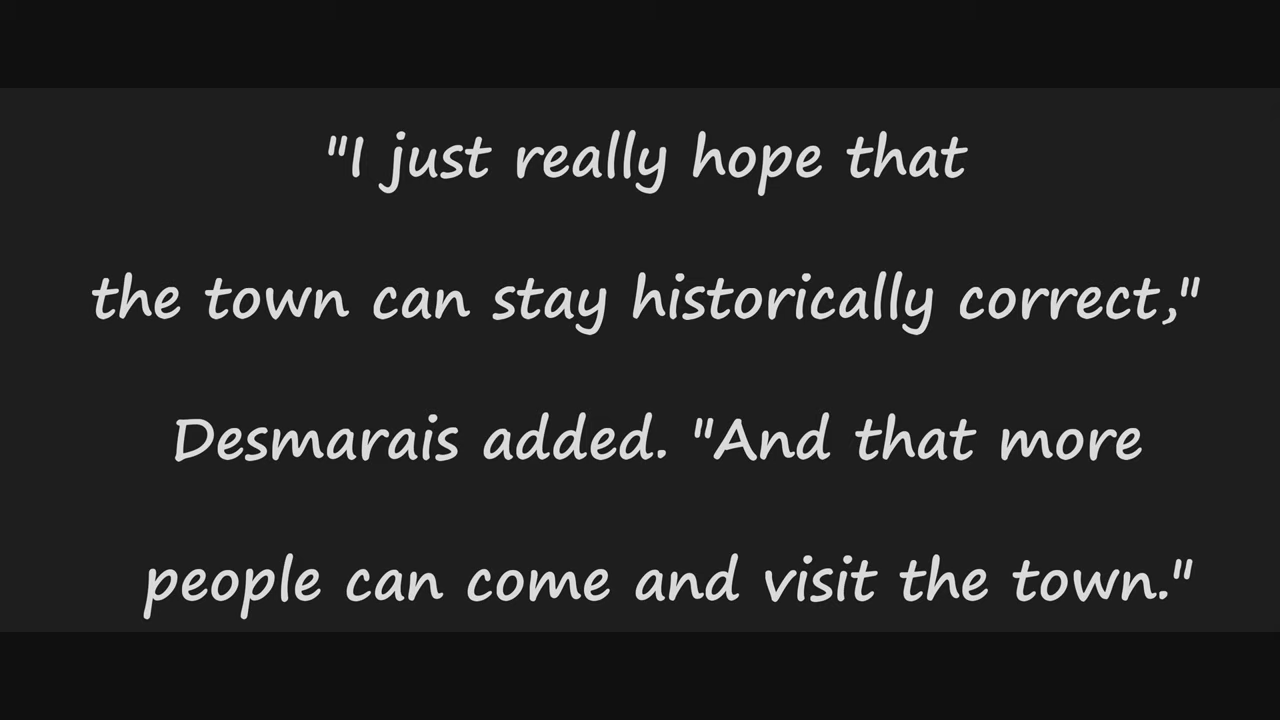 "I just really hope that
the town can stay historically correct,"
Desmarais added. "And that more
people can come and visit the town."